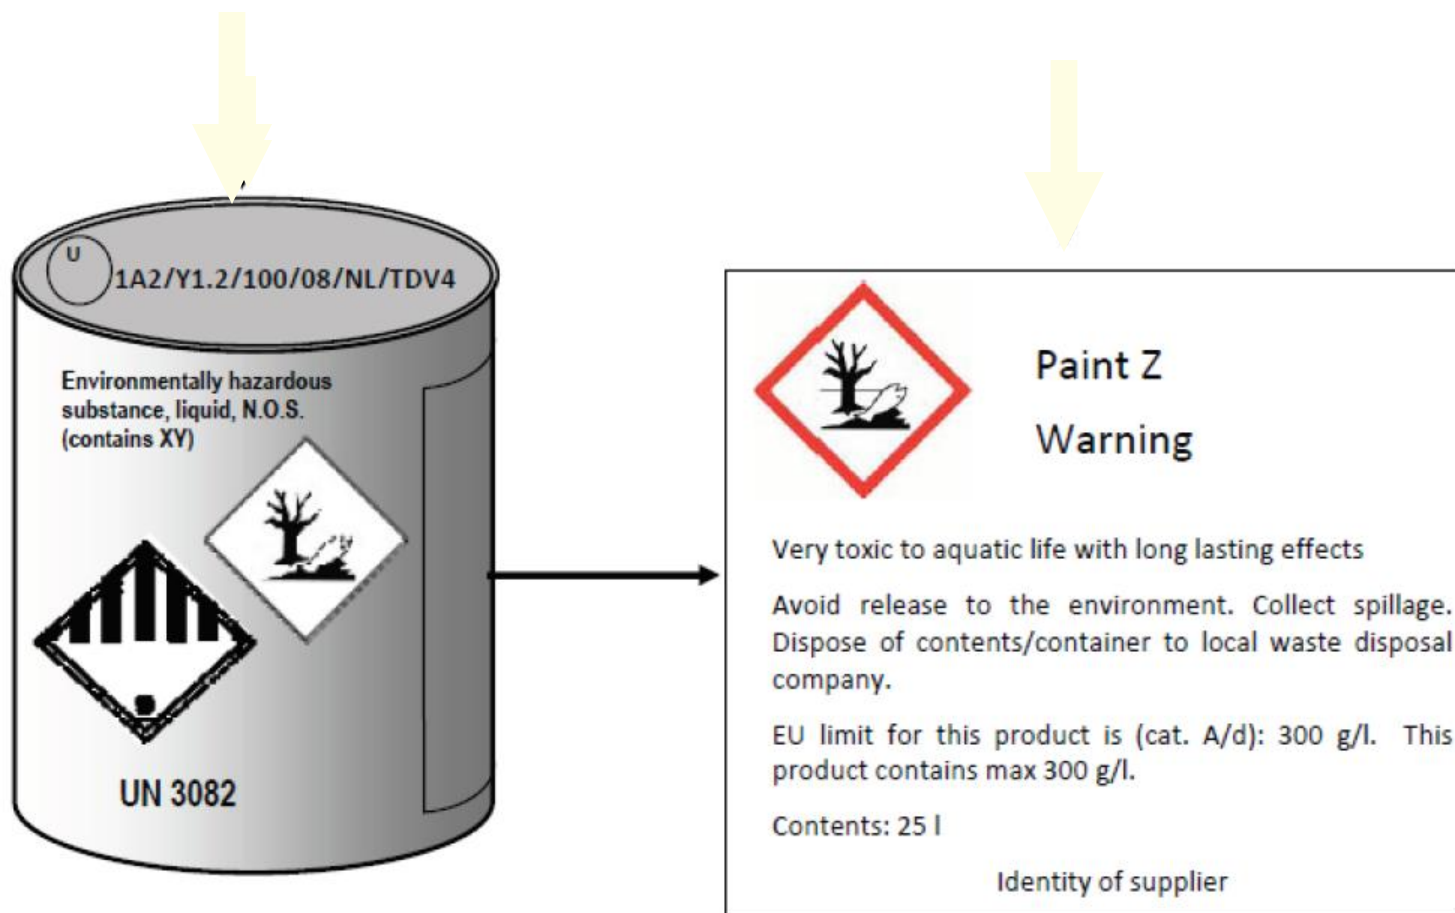 U
1A2/Y1.2/100/08/NL/TDV4
Environmentally hazardous
substance, liquid, N.O.S.
(contains XY)
9
UN 3082
Paint Z
Warning
Very toxic to aquatic life with long lasting effects
Avoid release to the environment. Collect spillage.
Dispose of contents/container to local waste disposal
company.
EU limit for this product is (cat. A/d): 300 g/l. This
product contains max 300 g/l.
Contents: 25 l
Identity of supplier